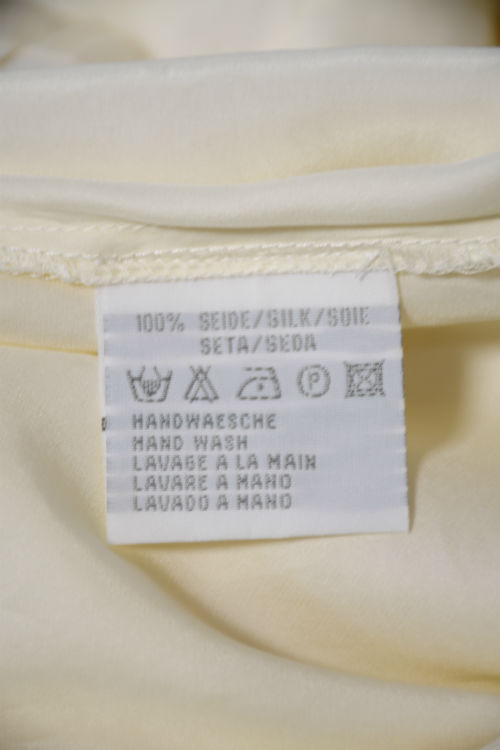 100% SEIDE/SILK/SOIE
SETA/SEDA
P
HANDWAESCHE
HAND WASH
LAVAGE A LA MAIN
LAVARE A MANO
LAVADO A MANO